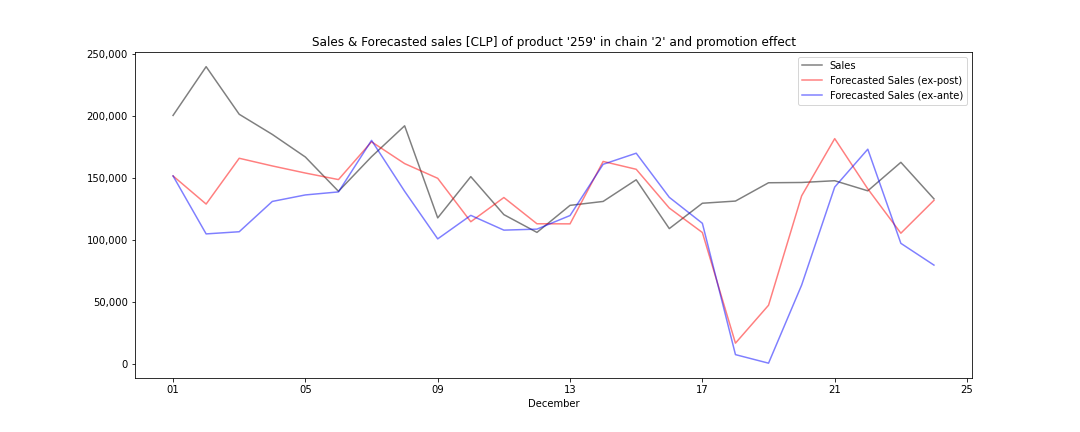 Sales & Forecasted sales [CLP] of product '259' in chain '2' and promotion effect
250,000
200,000
150,000
100,000
50,000
0
Sales
Forecasted Sales (ex-post)
Forecasted Sales (ex-ante)
01 05 09 13 17 21 25
December